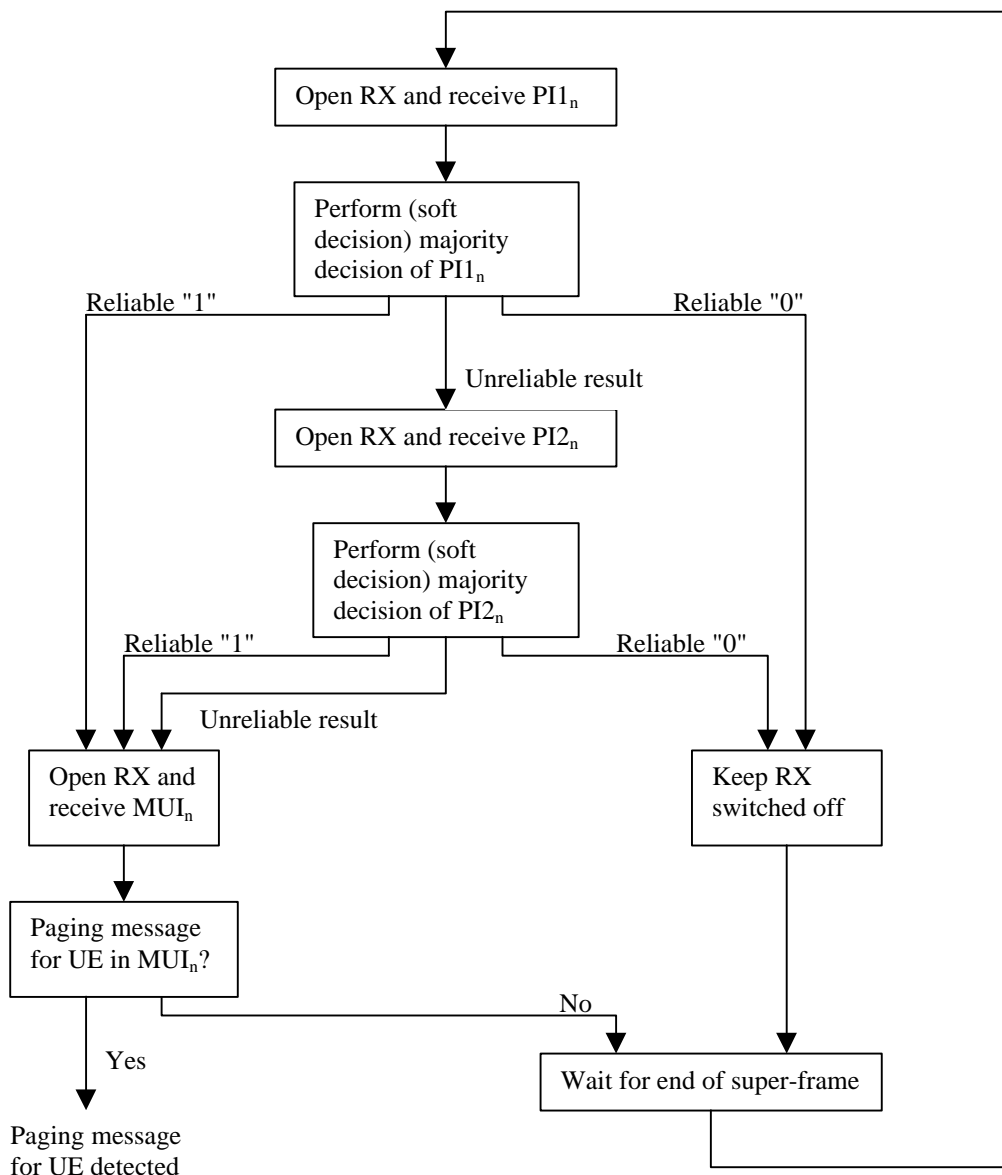 Open RX and receive PI1n
Perform (soft
decision) majority
decision of PI1n
Reliable "1"
Reliable "0"
Unreliable result
Open RX and receive PI2n
Perform (soft
decision) majority
decision of PI2n
Reliable "1"
Reliable "0"
Unreliable result
Open RX and
receive MUIn
Keep RX
switched off
Paging message
for UE in MUIn?
No
Yes
Wait for end of super-frame
Paging message
for UE detected